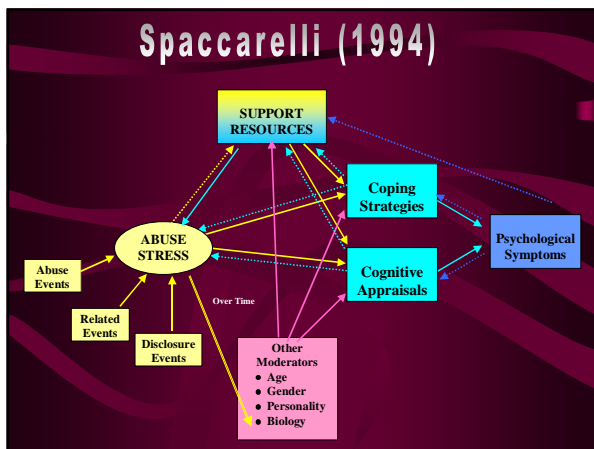 Spaccarelli (1994)
SUPPORT
RESOURCES
Coping
Strategies
ABUSE
STRESS
Psychological
Symptoms
Cognitive
Appraisals
Abuse
Events
Over Time
Related
Events
Disclosure
Events
Other
Moderators
● Age
● Gender
● Personality
● Biology